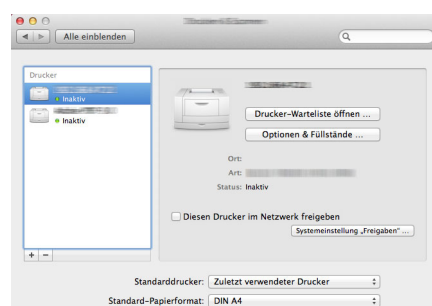 Alle einblenden
Drucker
Inaktiv
Inaktiv
Drucker-Warteliste öffnen ...
Optionen & Füllstände ...
Ort:
Art:
Status: Inaktiv
Diesen Drucker im Netzwerk freigeben
Systemeinstellung „Freigaben“ ...
+ −
Standarddrucker: Zuletzt verwendeter Drucker
Standard-Papierformat: DIN A4